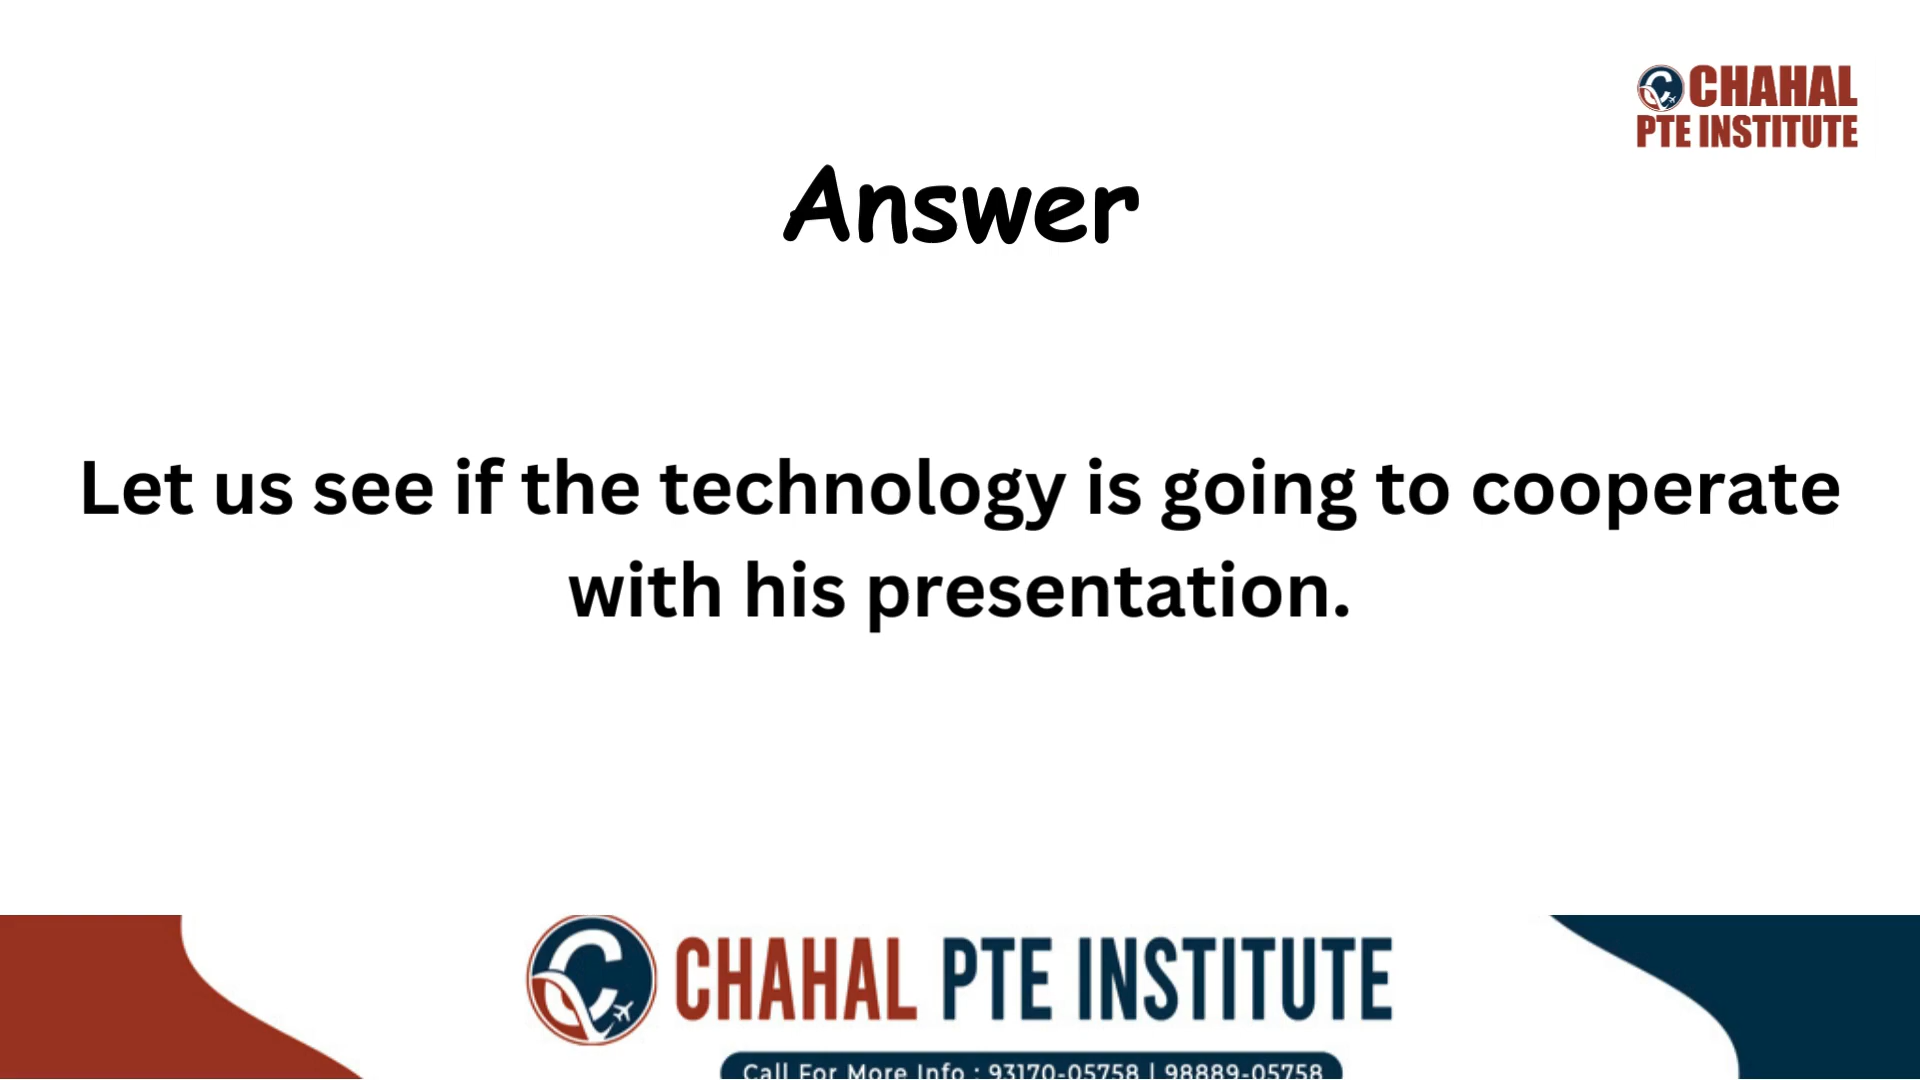 CHAHAL
PTE INSTITUTE
Answer
Let us see if the technology is going to cooperate
with his presentation.
CHAHAL PTE INSTITUTE
Call For More Info : 93170-05758 | 98889-05758